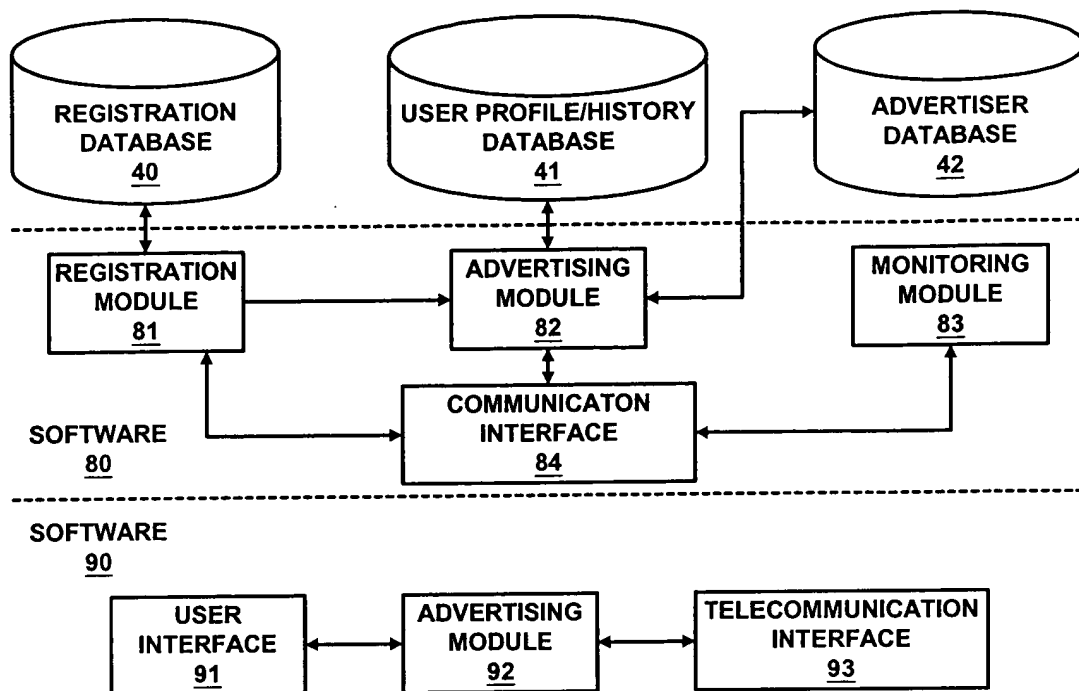 REGISTRATION
DATABASE
40
USER PROFILE/HISTORY
DATABASE
41
ADVERTISER
DATABASE
42
REGISTRATION
MODULE
81
ADVERTISING
MODULE
82
MONITORING
MODULE
83
COMMUNICATON
INTERFACE
84
SOFTWARE
80
SOFTWARE
90
USER
INTERFACE
91
ADVERTISING
MODULE
92
TELECOMMUNICATION
INTERFACE
93